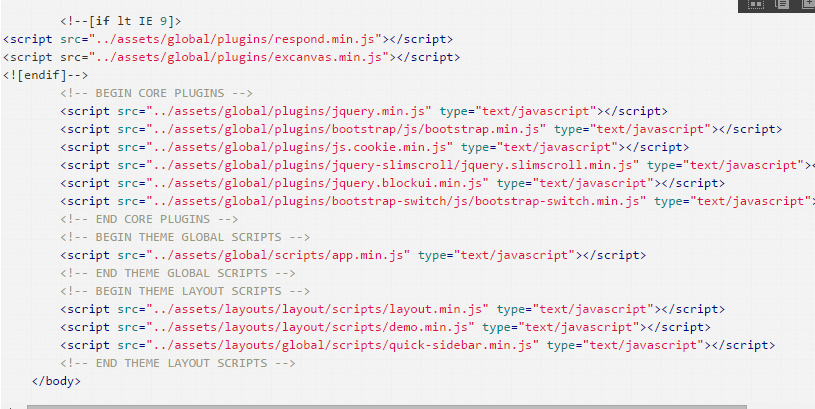 <!--[if lt IE 9]>
<script src="../assets/global/plugins/respond.min.js"></script>
<script src="../assets/global/plugins/excanvas.min.js"></script>
<![endif]-->
<!-- BEGIN CORE PLUGINS -->
<script src="../assets/global/plugins/jquery.min.js" type="text/javascript"></script>
<script src="../assets/global/plugins/bootstrap/js/bootstrap.min.js" type="text/javascript"></script>
<script src="../assets/global/plugins/js.cookie.min.js" type="text/javascript"></script>
<script src="../assets/global/plugins/jquery-slimscroll/jquery.slimscroll.min.js" type="text/javascript"><
<script src="../assets/global/plugins/jquery.blockui.min.js" type="text/javascript"></script>
<script src="../assets/global/plugins/bootstrap-switch/js/bootstrap-switch.min.js" type="text/javascript">
<!-- END CORE PLUGINS -->
<!-- BEGIN THEME GLOBAL SCRIPTS -->
<script src="../assets/global/scripts/app.min.js" type="text/javascript"></script>
<!-- END THEME GLOBAL SCRIPTS -->
<!-- BEGIN THEME LAYOUT SCRIPTS -->
<script src="../assets/layouts/layout/scripts/layout.min.js" type="text/javascript"></script>
<script src="../assets/layouts/layout/scripts/demo.min.js" type="text/javascript"></script>
<script src="../assets/layouts/global/scripts/quick-sidebar.min.js" type="text/javascript"></script>
<!-- END THEME LAYOUT SCRIPTS -->
</body>